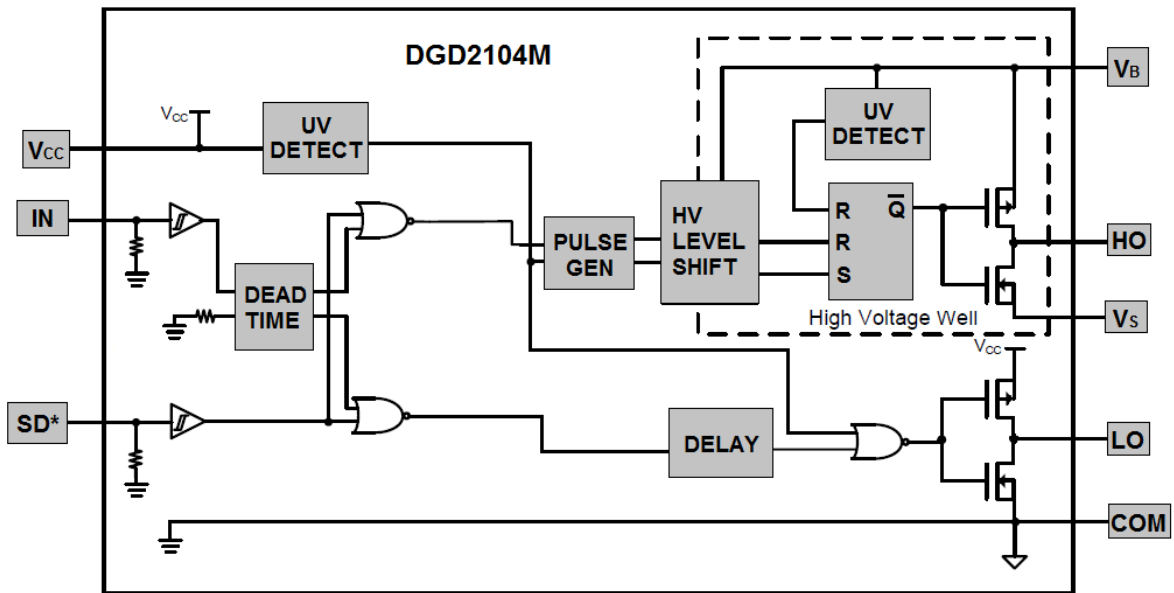 DGD2104M
VB
VCC
UV
DETECT
UV
DETECT
VCC
IN
HV
LEVEL
SHIFT
R
Q̅
R
S
PULSE
GEN
HO
DEAD
TIME
High Voltage Well
VS
VCC
SD*
DELAY
LO
COM